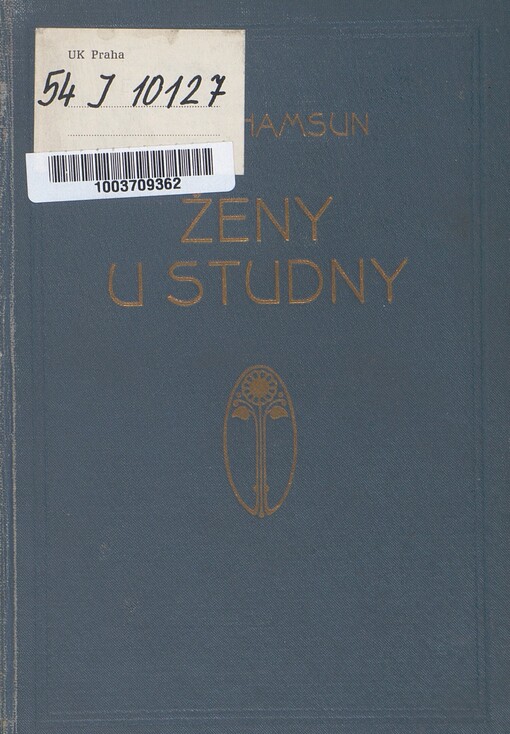 UK Praha
54 J 10127
HAMSUN
1003709362
ŽENY
U STUDNY